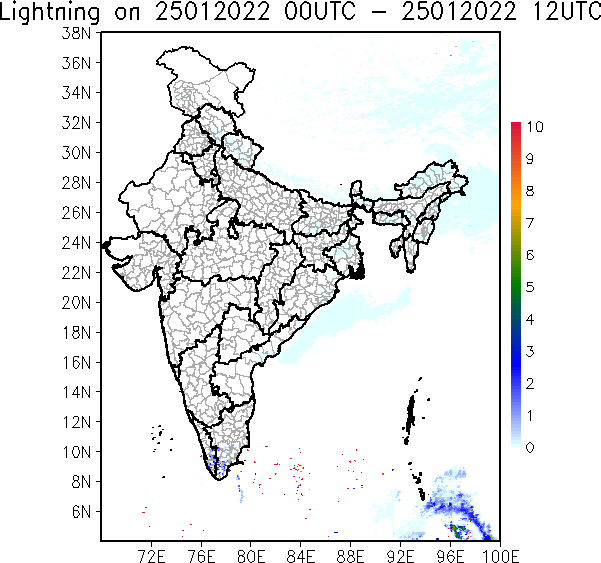 Lightning on 25012022 00UTC – 25012022 12UTC
38N
36N
34N
32N
30N
28N
26N
24N
22N
20N
18N
16N
14N
12N
10N
8N
6N
72E 76E 80E 84E 88E 92E 96E 100E
10
9
8
7
6
5
4
3
2
1
0